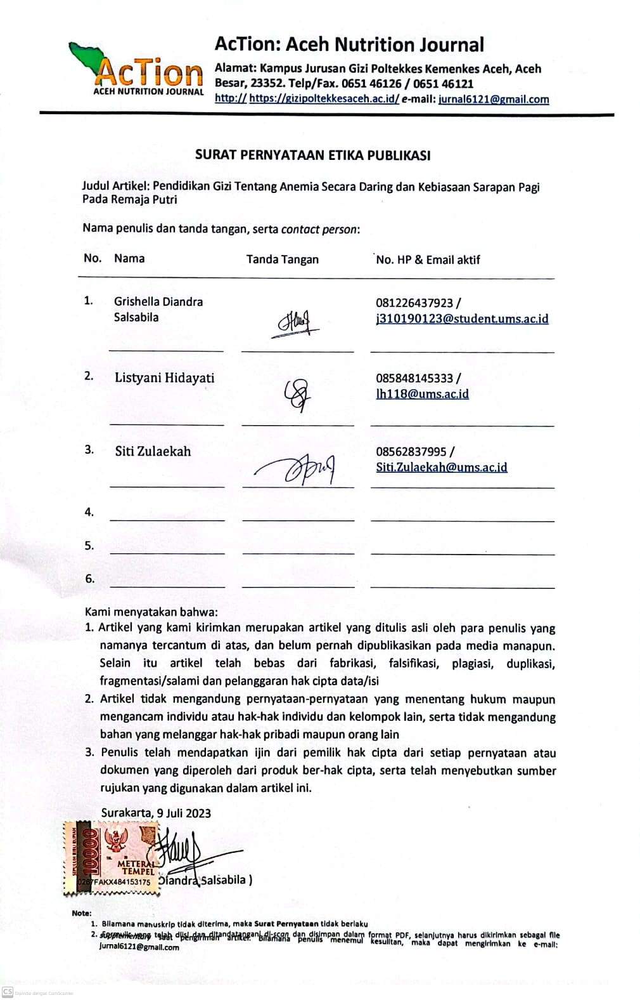 AcTion
ACEH NUTRITION JOURNAL
AcTion: Aceh Nutrition Journal
Alamat: Kampus Jurusan Gizi Poltekkes Kemenkes Aceh, Aceh
Besar, 23352. Telp/Fax. 0651 46126 / 0651 46121
http:// https://gizipoltekkesaceh.ac.id/ e-mail: jurnal6121@gmail.com
SURAT PERNYATAAN ETIKA PUBLIKASI
Judul Artikel: Pendidikan Gizi Tentang Anemia Secara Daring dan Kebiasaan Sarapan Pagi
Pada Remaja Putri
Nama penulis dan tanda tangan, serta contact person:
No. Nama Tanda Tangan No. HP & Email aktif
1. Grishella Diandra 081226437923 /
Salsabila j310190123@student.ums.ac.id
2. Listyani Hidayati 085848145333 /
lh118@ums.ac.id
3. Siti Zulaekah 08562837995 /
Siti.Zulaekah@ums.ac.id
4.
5.
6.
Kami menyatakan bahwa:
1. Artikel yang kami kirimkan merupakan artikel yang ditulis asli oleh para penulis yang
namanya tercantum di atas, dan belum pernah dipublikasikan pada media manapun.
Selain itu artikel telah bebas dari fabrikasi, falsifikasi, plagiasi, duplikasi,
fragmentasi/salami dan pelanggaran hak cipta data/isi
2. Artikel tidak mengandung pernyataan-pernyataan yang menentang hukum maupun
mengancam individu atau hak-hak individu dan kelompok lain, serta tidak mengandung
bahan yang melanggar hak-hak pribadi maupun orang lain
3. Penulis telah mendapatkan ijin dari pemilik hak cipta dari setiap pernyataan atau
dokumen yang diperoleh dari produk ber-hak cipta, serta telah menyebutkan sumber
rujukan yang digunakan dalam artikel ini.
Surakarta, 9 Juli 2023
SEPULUH RIBU RUPIAH
10000
METERAI
TEMPEL
FAKX484153175
Diandra Salsabila )
Note:
1. Bilamana manuskrip tidak diterima, maka Surat Pernyataan tidak berlaku
2. Formulir yang telah diisi dan ditandatangani di-scan dan disimpan dalam format PDF, selanjutnya harus dikirimkan sebagai file
supplementary pengiriman artikel. Bilamana penulis menemui kesulitan, maka dapat mengirimkan ke e-mail:
jurnal6121@gmail.com
CS Dipindai dengan CamScanner